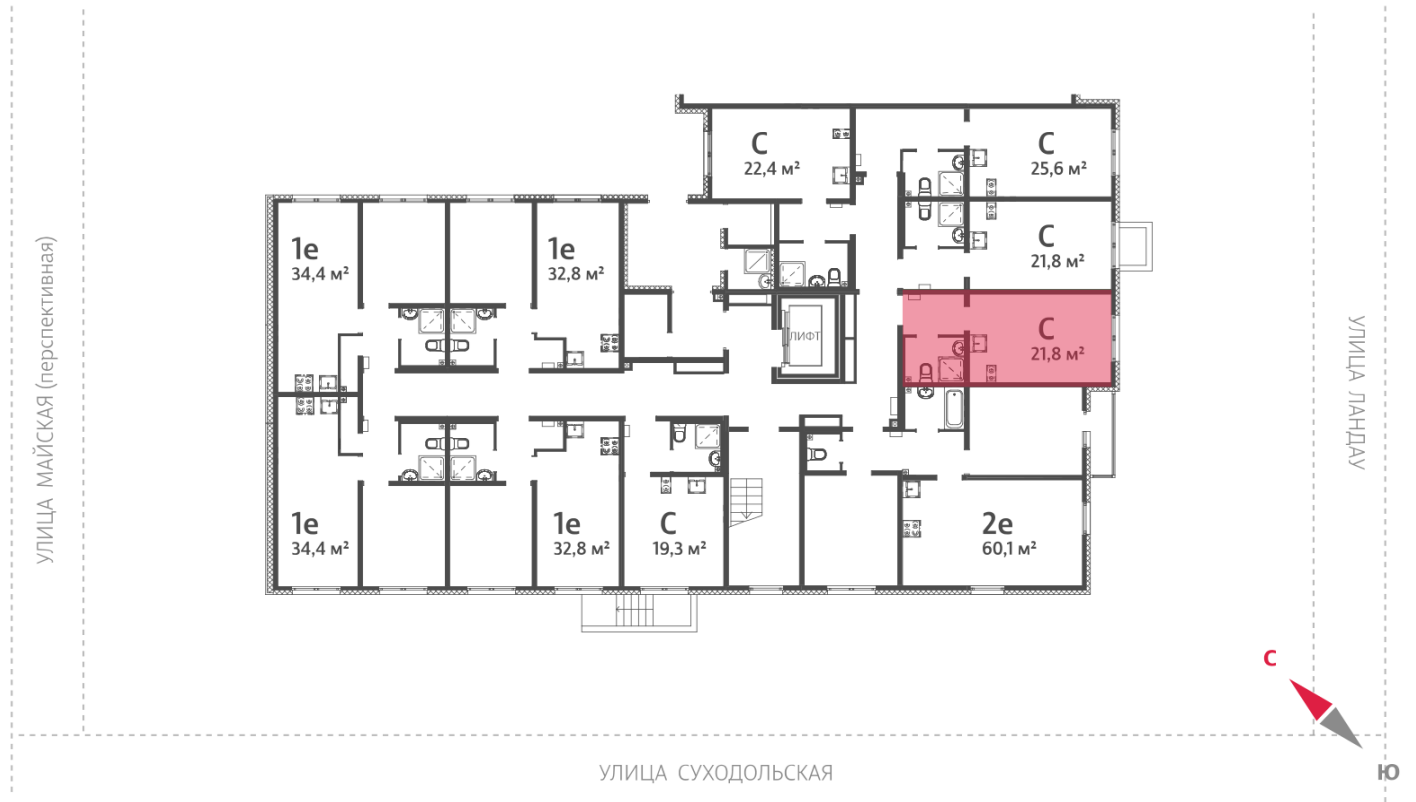 С
22,4 м²
С
25,6 м²
1е
34,4 м²
1е
32,8 м²
С
21,8 м²
ЛИФТ
С
21,8 м²
1е
34,4 м²
1е
32,8 м²
С
19,3 м²
2е
60,1 м²
УЛИЦА МАЙСКАЯ (перспективная)
УЛИЦА ЛАНДАУ
УЛИЦА СУХОДОЛЬСКАЯ
С
Ю